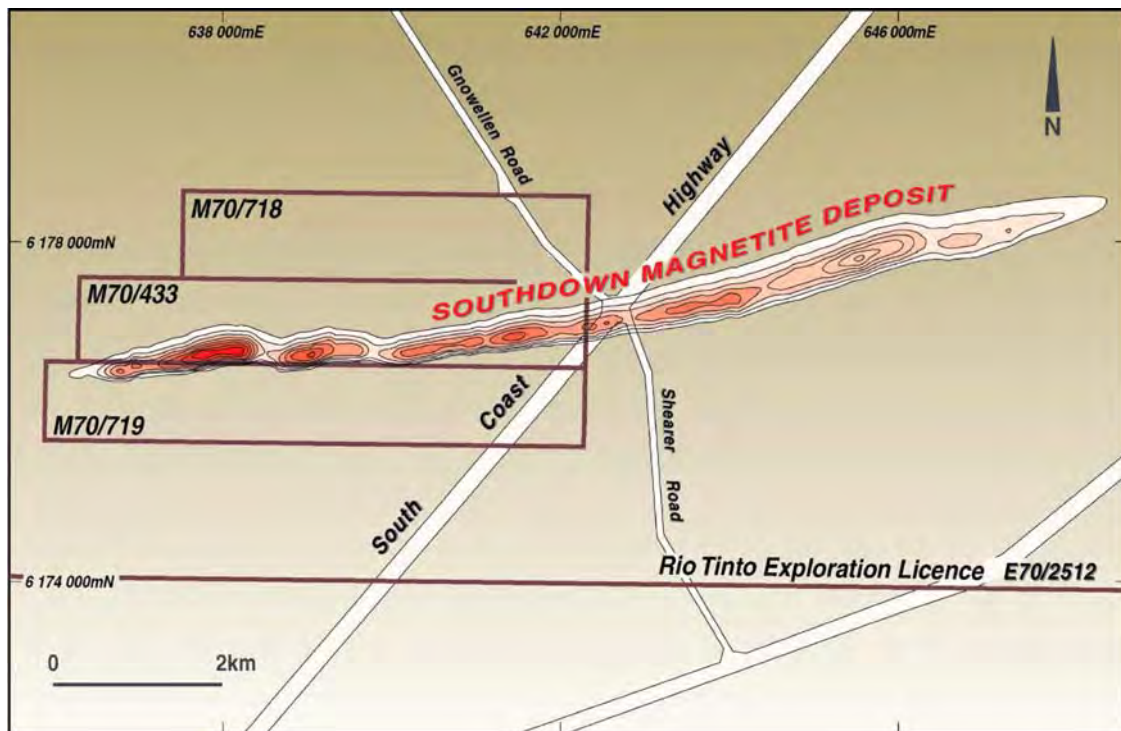 638 000mE
642 000mE
646 000mE
Gnowellen Road
Highway
N
M70/718
SOUTHDOWN MAGNETITE DEPOSIT
6 178 000mN
M70/433
M70/719
Coast
Shearer Road
South
Rio Tinto Exploration Licence E70/2512
6 174 000mN
0 2km